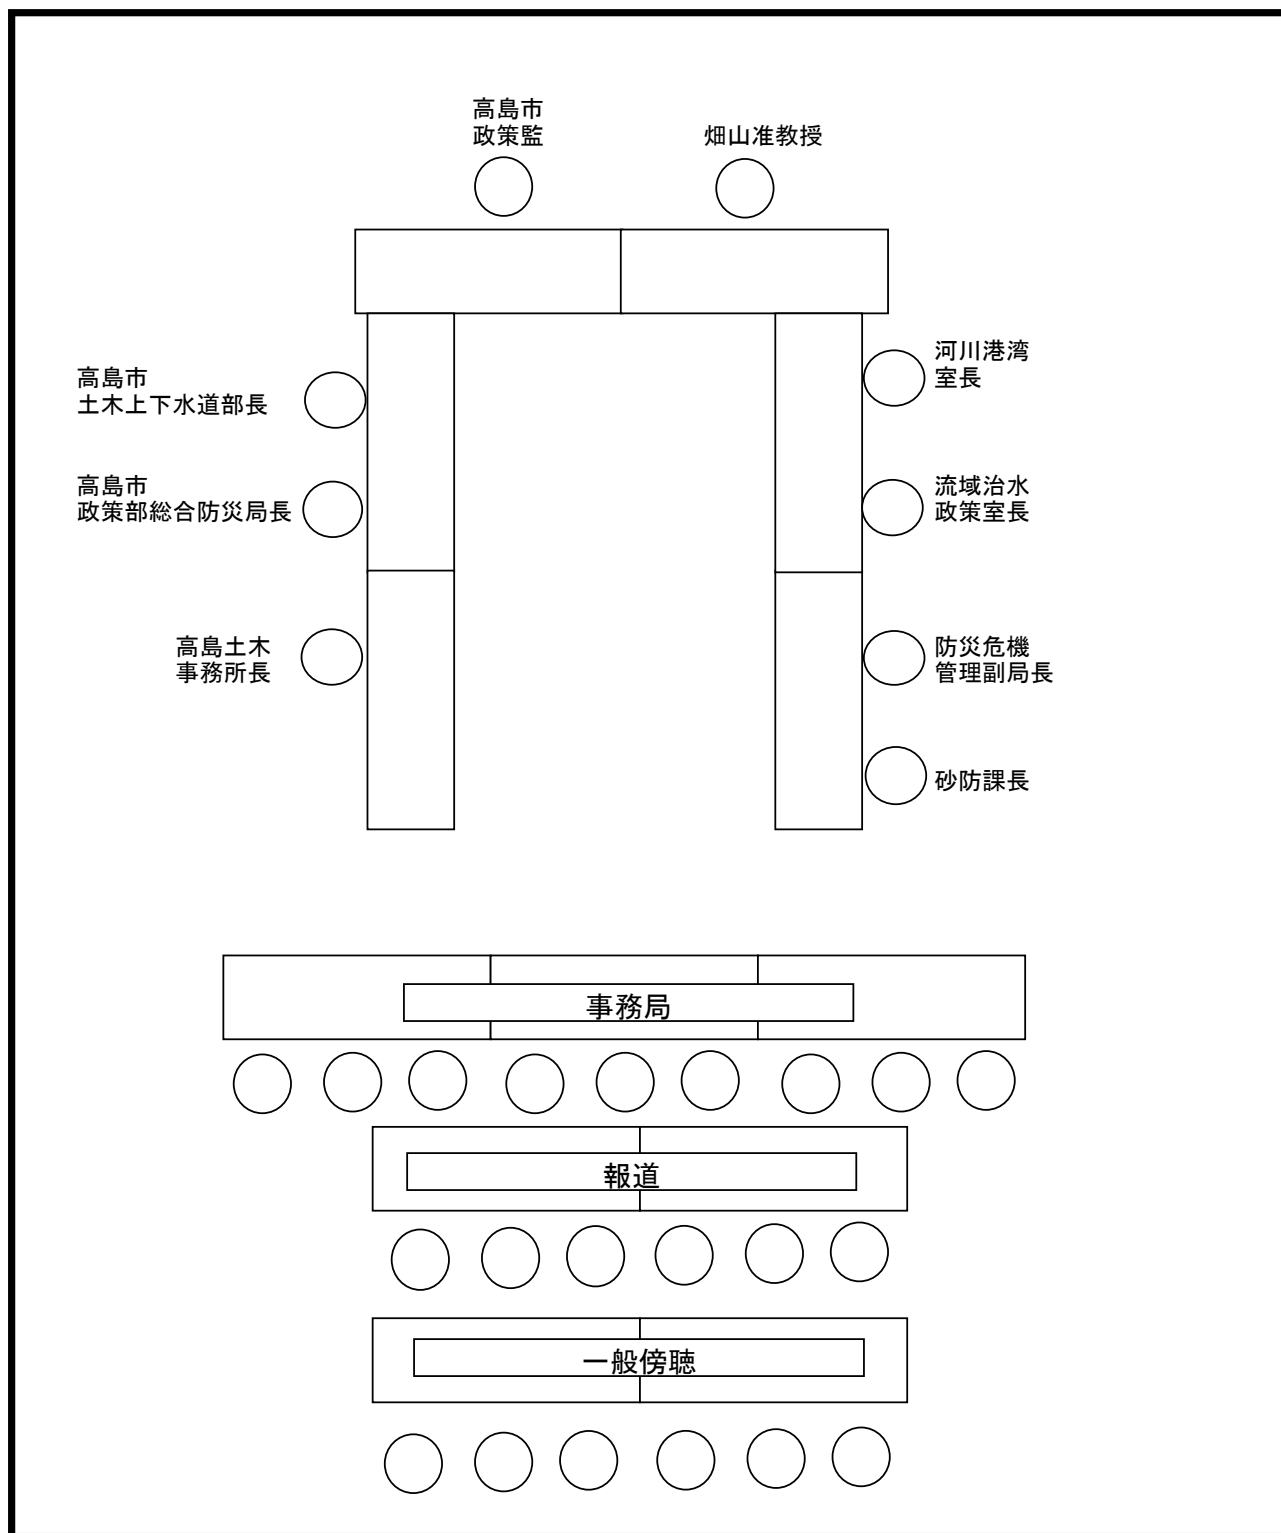 高島市
政策監
畑山准教授
高島市
土木上下水道部長
河川港湾
室長
高島市
政策部総合防災局長
流域治水
政策室長
高島土木
事務所長
防災危機
管理副局長
砂防課長
事務局
報道
一般傍聴